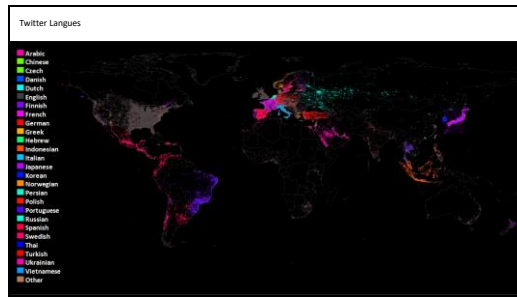 Twitter Langues
Arabic
Chinese
Czech
Danish
Dutch
English
Finnish
French
German
Greek
Hebrew
Indonesian
Italian
Japanese
Korean
Norwegian
Persian
Polish
Portuguese
Russian
Spanish
Swedish
Thai
Turkish
Ukrainian
Vietnamese
Other